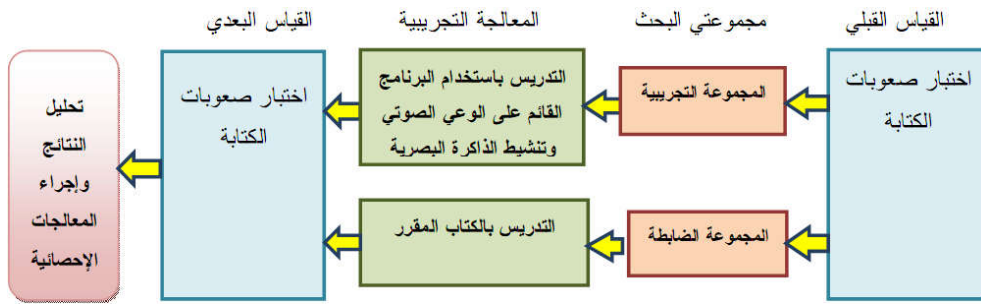 القياس القبلي
مجموعتي البحث
المعالجة التجريبية
القياس البعدي
اختبار صعوبات
الكتابة
المجموعة التجريبية
التدريس باستخدام البرنامج
القائم على الوعي الصوتي
وتنشيط الذاكرة البصرية
اختبار صعوبات
الكتابة
المجموعة الضابطة
التدريس بالكتاب المقرر
تحليل
النتائج
وإجراء
المعالجات
الإحصائية